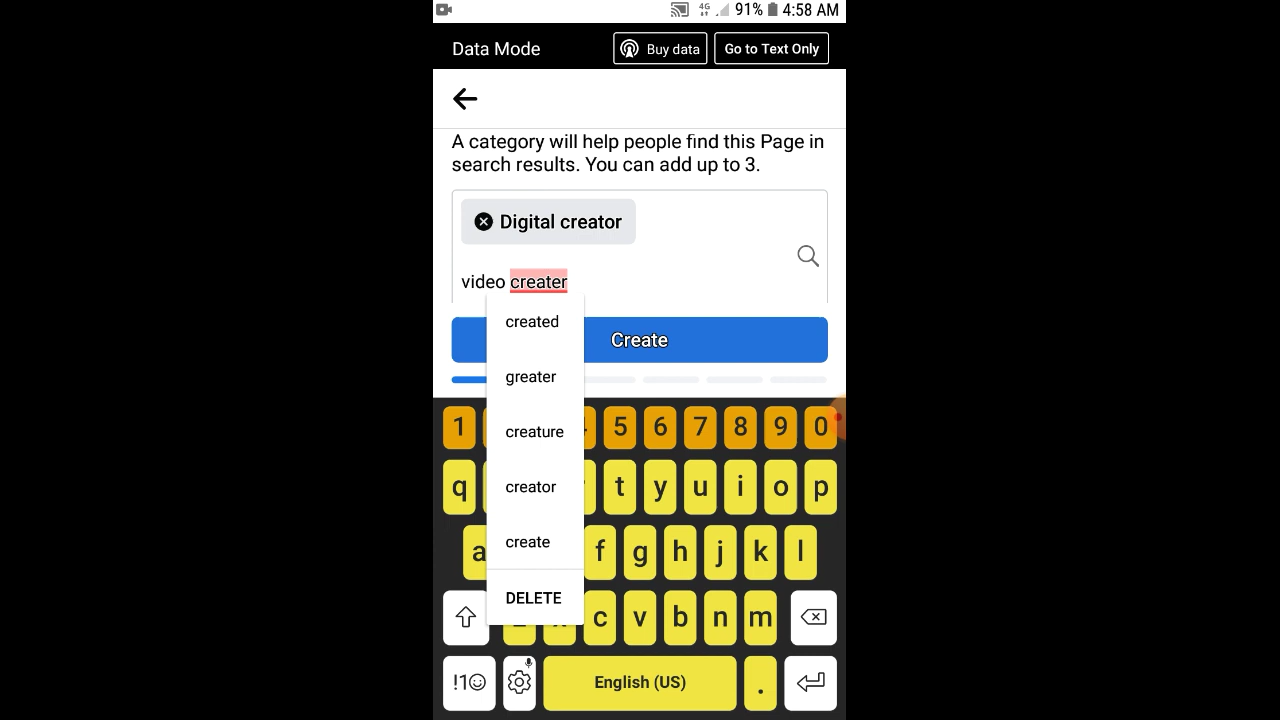 4G 91% 4:58 AM
Data Mode Buy data Go to Text Only
A category will help people find this Page in
search results. You can add up to 3.
Digital creator
video creater
Create
created
greater
creature
creator
create
DELETE
1 5 6 7 8 9 0
q t y u i o p
a f g h j k l
c v b n m
!1☺ English (US) .